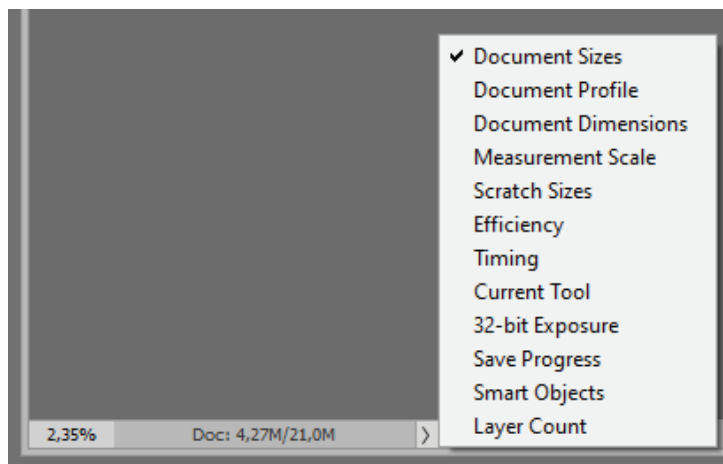 Document Sizes
Document Profile
Document Dimensions
Measurement Scale
Scratch Sizes
Efficiency
Timing
Current Tool
32-bit Exposure
Save Progress
Smart Objects
Layer Count
2,35% Doc: 4,27M/21,0M